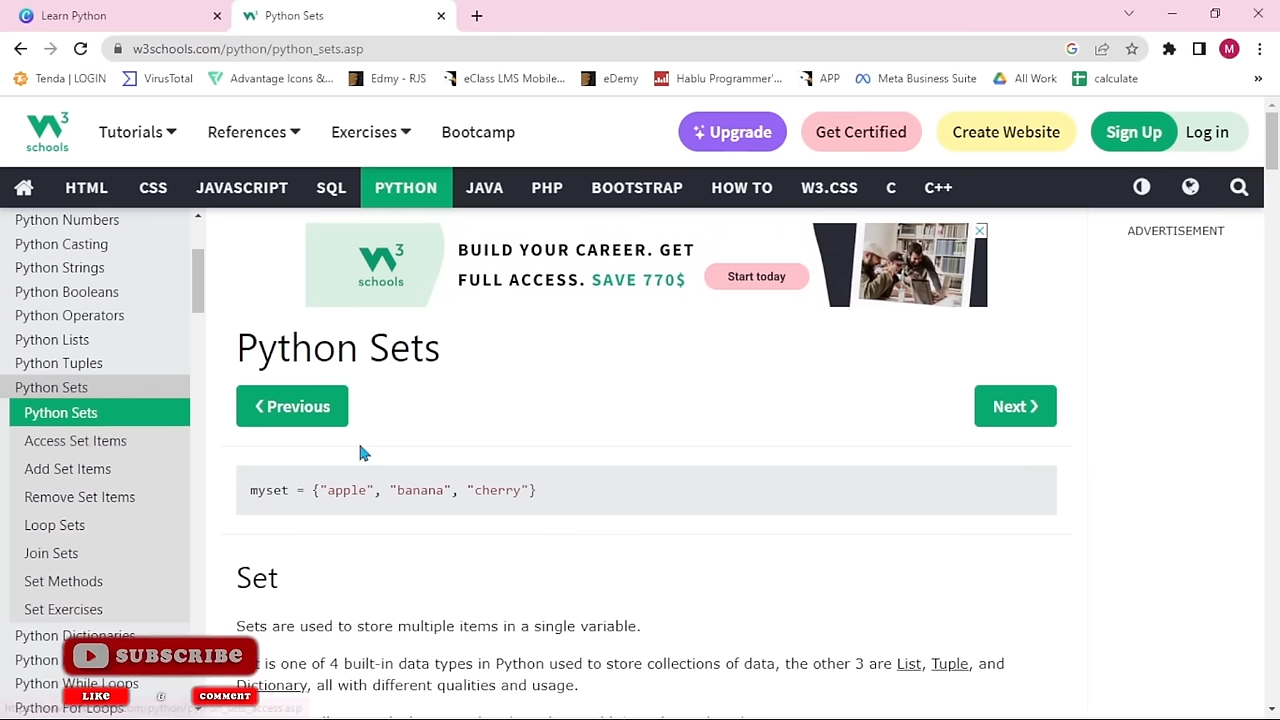 Learn Python
Python Sets
w3schools.com/python/python_sets.asp
M
Tenda | LOGIN
VirusTotal
Advantage Icons &...
Edmy - RJS
eClass LMS Mobile...
eDemy
Hablu Programmer'...
APP
Meta Business Suite
All Work
calculate
»
W3 schools
Tutorials
References
Exercises
Bootcamp
Upgrade
Get Certified
Create Website
Sign Up
Log in
HTML
CSS
JAVASCRIPT
SQL
PYTHON
JAVA
PHP
BOOTSTRAP
HOW TO
W3.CSS
C
C++
Python Numbers
Python Casting
Python Strings
Python Booleans
Python Operators
Python Lists
Python Tuples
Python Sets
Python Sets
Access Set Items
Add Set Items
Remove Set Items
Loop Sets
Join Sets
Set Methods
Set Exercises
Python Dictionaries
Python
Python While Loops
Python For Loops
SUBSCRIBE
LIKE
@
COMMENT
W3 schools
BUILD YOUR CAREER. GET
FULL ACCESS. SAVE 770$
Start today
ADVERTISEMENT
Python Sets
❮ Previous
Next ❯
myset = {"apple", "banana", "cherry"}
Set
Sets are used to store multiple items in a single variable.
is one of 4 built-in data types in Python used to store collections of data, the other 3 are List, Tuple, and
Dictionary, all with different qualities and usage.